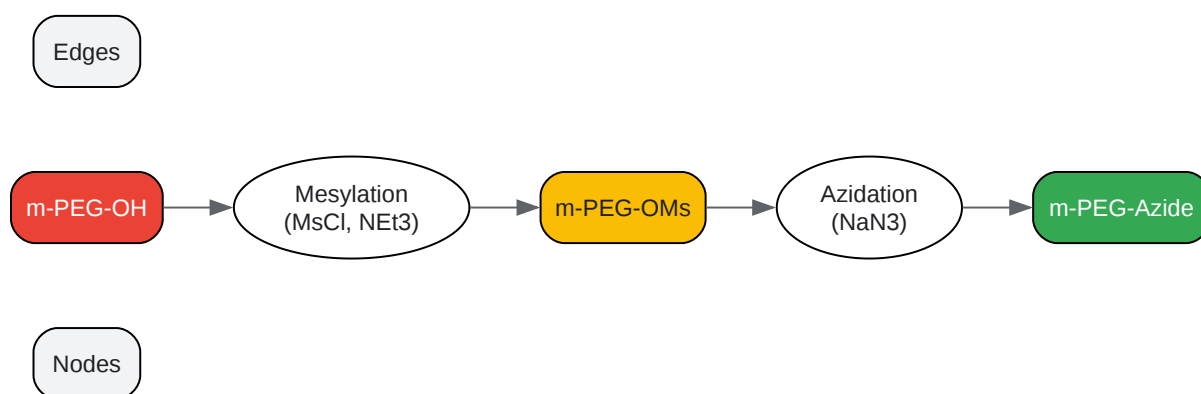 Edges
m-PEG-OH
Mesylation
(MsCl, NEt3)
m-PEG-OMs
Azidation
(NaN3)
m-PEG-Azide
Nodes